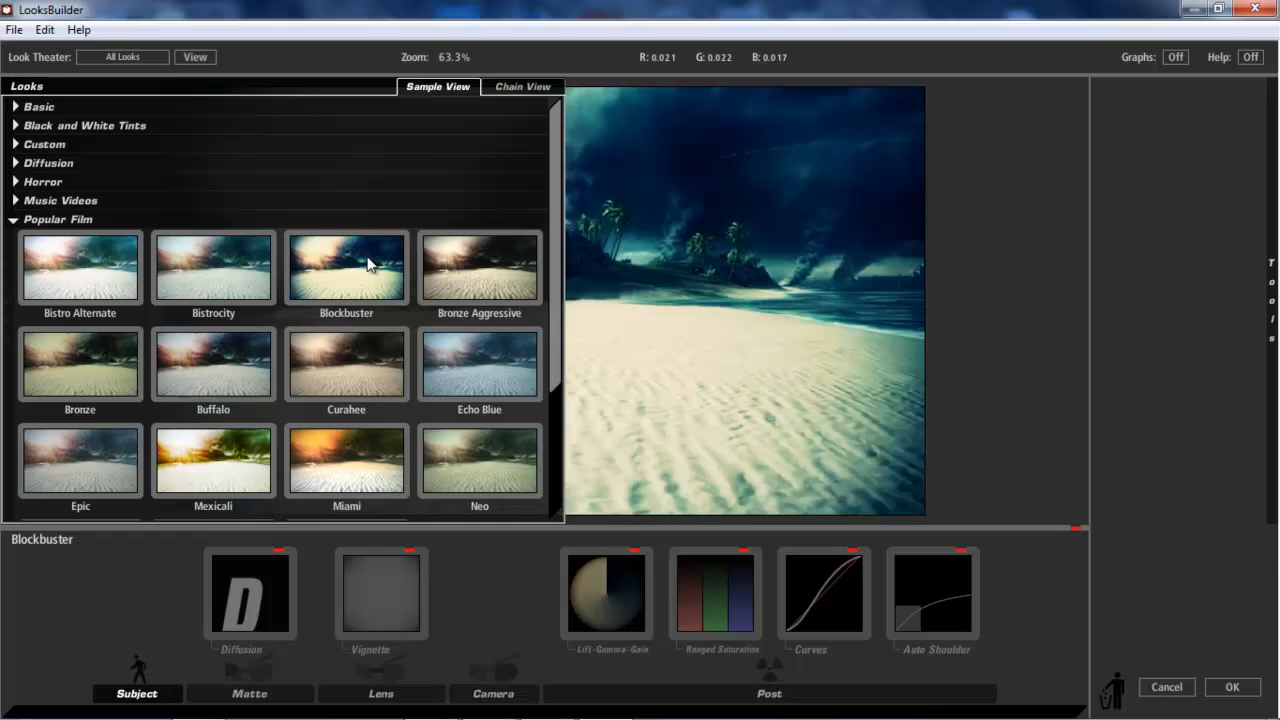 LooksBuilder
File Edit Help
Look Theater: All Looks View Zoom: 63.3% R: 0.021 G: 0.022 B: 0.017 Graphs: Off Help: Off
Looks Sample View Chain View
Basic
Black and White Tints
Custom
Diffusion
Horror
Music Videos
Popular Film
Bistro Alternate Bistrocity Blockbuster Bronze Aggressive
Bronze Buffalo Curahee Echo Blue
Epic Mexicali Miami Neo
Tools
Blockbuster
D
Diffusion Vignette Lift-Gamma-Gain Ranged Saturation Curves Auto Shoulder
Subject Matte Lens Camera Post Cancel OK